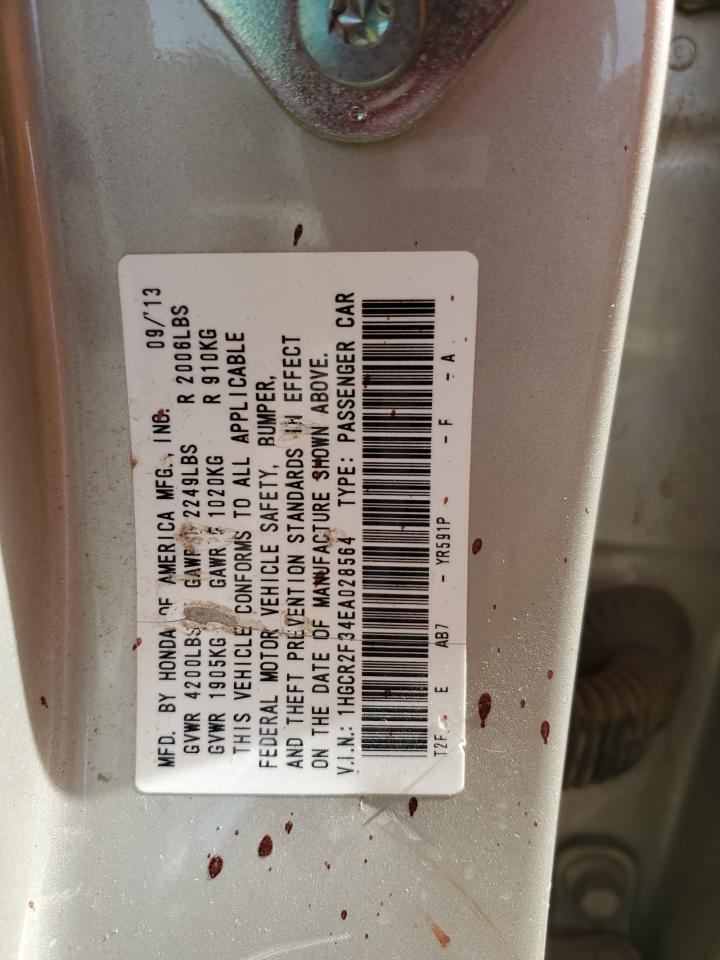 MFD. BY HONDA OF AMERICA MFG., INC. 09/'13
GVWR 4200LBS GAWR F 2249LBS R 2006LBS
GVWR 1905KG GAWR F 1020KG R 910KG
THIS VEHICLE CONFORMS TO ALL APPLICABLE
FEDERAL MOTOR VEHICLE SAFETY, BUMPER,
AND THEFT PREVENTION STANDARDS IN EFFECT
ON THE DATE OF MANUFACTURE SHOWN ABOVE.
V.I.N.: 1HGCR2F34EA028564 TYPE: PASSENGER CAR
E AB7 - YR591P - F - A